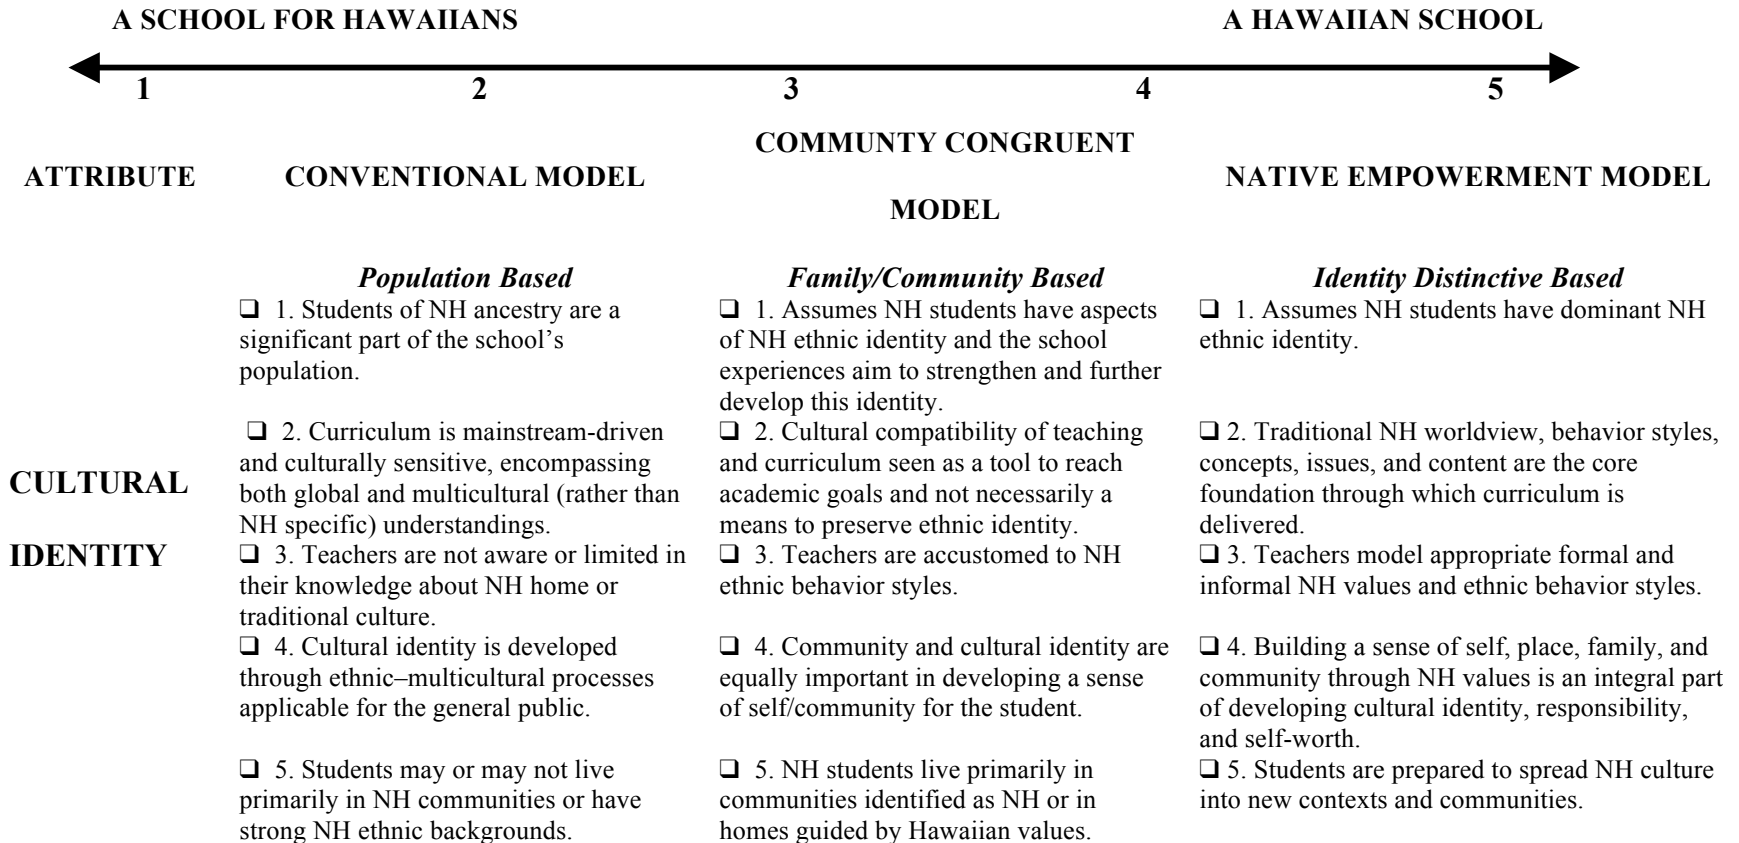 A SCHOOL FOR HAWAIIANS
A HAWAIIAN SCHOOL
1 2 3 4 5
ATTRIBUTE
CONVENTIONAL MODEL
COMMUNTY CONGRUENT
MODEL
NATIVE EMPOWERMENT MODEL
CULTURAL
IDENTITY
Population Based
❑ 1. Students of NH ancestry are a
significant part of the school’s
population.
❑ 2. Curriculum is mainstream-driven
and culturally sensitive, encompassing
both global and multicultural (rather than
NH specific) understandings.
❑ 3. Teachers are not aware or limited in
their knowledge about NH home or
traditional culture.
❑ 4. Cultural identity is developed
through ethnic–multicultural processes
applicable for the general public.
❑ 5. Students may or may not live
primarily in NH communities or have
strong NH ethnic backgrounds.
Family/Community Based
❑ 1. Assumes NH students have aspects
of NH ethnic identity and the school
experiences aim to strengthen and further
develop this identity.
❑ 2. Cultural compatibility of teaching
and curriculum seen as a tool to reach
academic goals and not necessarily a
means to preserve ethnic identity.
❑ 3. Teachers are accustomed to NH
ethnic behavior styles.
❑ 4. Community and cultural identity are
equally important in developing a sense
of self/community for the student.
❑ 5. NH students live primarily in
communities identified as NH or in
homes guided by Hawaiian values.
Identity Distinctive Based
❑ 1. Assumes NH students have dominant NH
ethnic identity.
❑ 2. Traditional NH worldview, behavior styles,
concepts, issues, and content are the core
foundation through which curriculum is
delivered.
❑ 3. Teachers model appropriate formal and
informal NH values and ethnic behavior styles.
❑ 4. Building a sense of self, place, family, and
community through NH values is an integral part
of developing cultural identity, responsibility,
and self-worth.
❑ 5. Students are prepared to spread NH culture
into new contexts and communities.